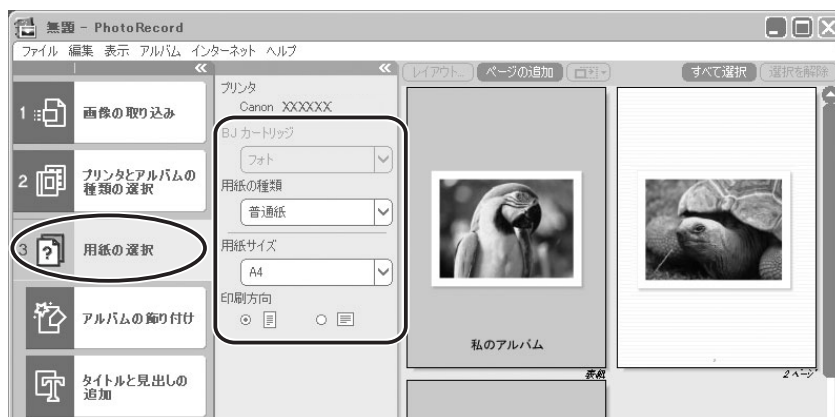 無題 - PhotoRecord
ファイル 編集 表示 アルバム インターネット ヘルプ
1 画像の取り込み
2 プリンタとアルバムの
種類の選択
3 用紙の選択
アルバムの飾り付け
タイトルと見出しの
追加
プリンタ
Canon XXXXXX
BJ カートリッジ
フォト
用紙の種類
普通紙
用紙サイズ
A4
印刷方向
レイアウト...
ページの追加
すべて選択
選択を解除
私のアルバム
表紙
2 ページ